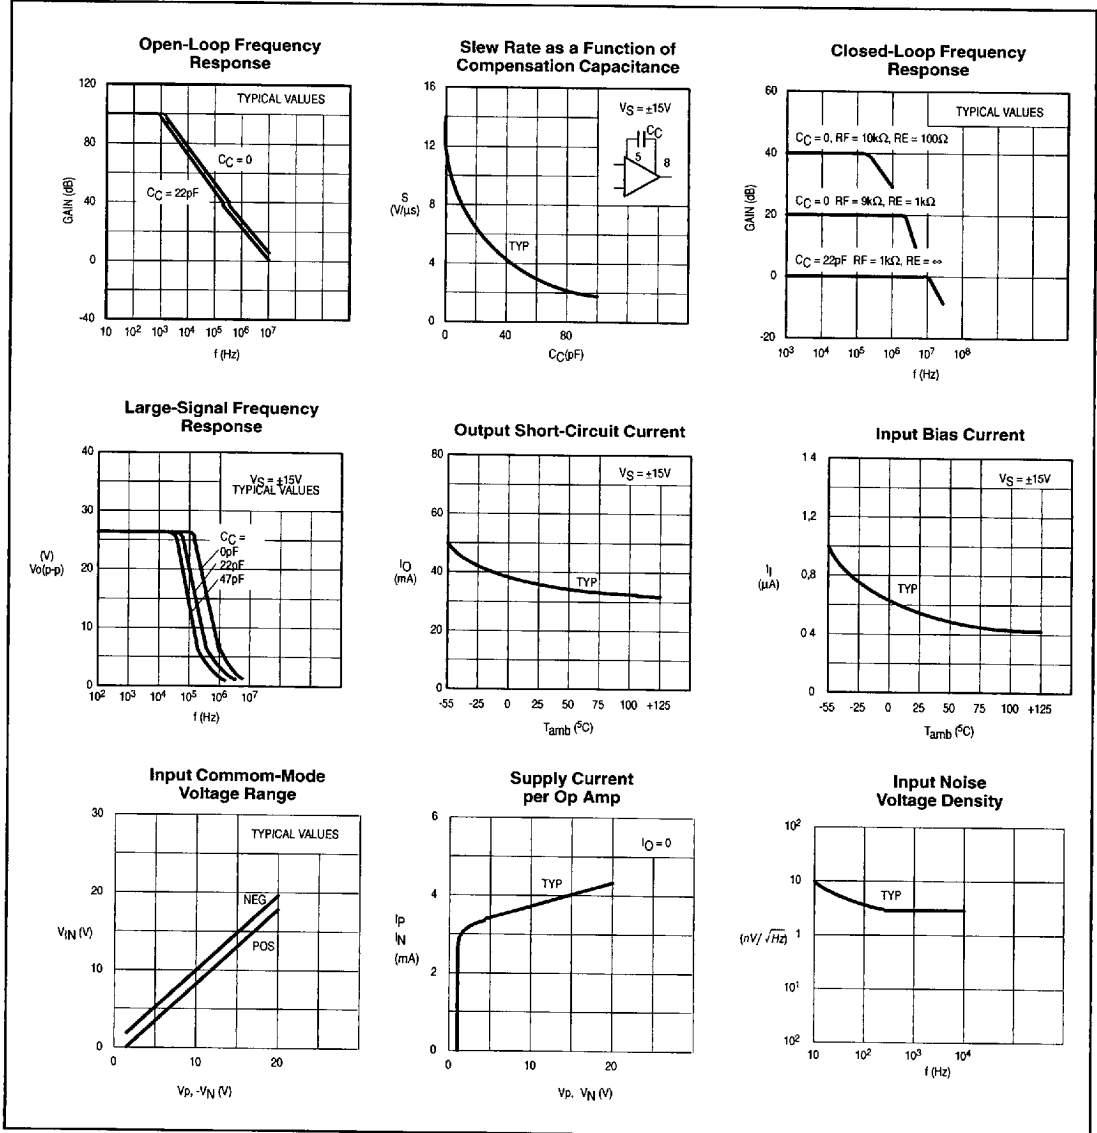 Open-Loop Frequency
Response
120
80
40
0
-40
GAIN (dB)
TYPICAL VALUES
CC = 0
CC = 22pF
10 10² 10³ 10⁴ 10⁵ 10⁶ 10⁷
f (Hz)
Slew Rate as a Function of
Compensation Capacitance
16
12
8
4
0
S
(V/µs)
VS = ±15V
CC
5
8
TYP
0 40 80
CC(pF)
Closed-Loop Frequency
Response
60
40
20
0
-20
GAIN (dB)
TYPICAL VALUES
CC = 0, RF = 10kΩ, RE = 100Ω
CC = 0 RF = 9kΩ, RE = 1kΩ
CC = 22pF RF = 1kΩ, RE = ∞
10³ 10⁴ 10⁵ 10⁶ 10⁷ 10⁸
f (Hz)
Large-Signal Frequency
Response
40
30
20
10
0
(V)
Vo(p-p)
VS = ±15V
TYPICAL VALUES
CC =
0pF
22pF
47pF
10² 10³ 10⁴ 10⁵ 10⁶ 10⁷
f (Hz)
Output Short-Circuit Current
80
60
40
20
0
IO
(mA)
VS = ±15V
TYP
-55 -25 0 25 50 75 100 +125
Tamb (⁵C)
Input Bias Current
1 4
1,2
0,8
0 4
0
II
(µA)
VS = ±15V
TYP
-55 -25 0 25 50 75 100 +125
Tamb (⁵C)
Input Commom-Mode
Voltage Range
30
20
10
0
VIN (V)
TYPICAL VALUES
NEG
POS
0 10 20
Vp, -VN (V)
Supply Current
per Op Amp
6
4
2
0
IP
IN
(mA)
IO = 0
TYP
0 10 20
Vp, VN (V)
Input Noise
Voltage Density
10²
10
1
10¹
10²
(nV/√Hz)
TYP
10 10² 10³ 10⁴
f (Hz)